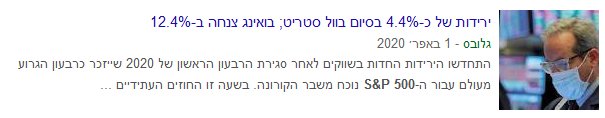 ירידות של כ-4.4% בסיום בוול סטריט; בואינג צנחה ב-12.4%
גלובס - 1 באפר׳ 2020
התחדשו הירידות החדות בשווקים לאחר סגירת הרבעון הראשון של 2020 שייזכר כרבעון הגרוע
מעולם עבור ה-S&P 500 נוכח משבר הקורונה. בשעה זו החוזים העתידיים ...